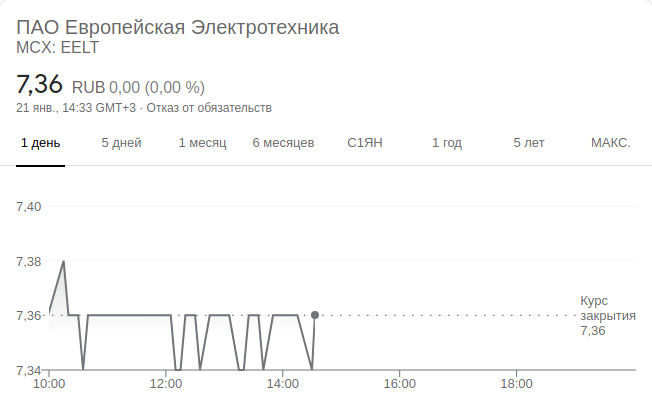 ПАО Европейская Электротехника
MCX: EELT
7,36 RUB 0,00 (0,00 %)
21 янв., 14:33 GMT+3 · Отказ от обязательств
1 день 5 дней 1 месяц 6 месяцев С1ЯН 1 год 5 лет МАКС.
7,40
7,38
7,36
7,34
Курс
закрытия
7,36
10:00 12:00 14:00 16:00 18:00